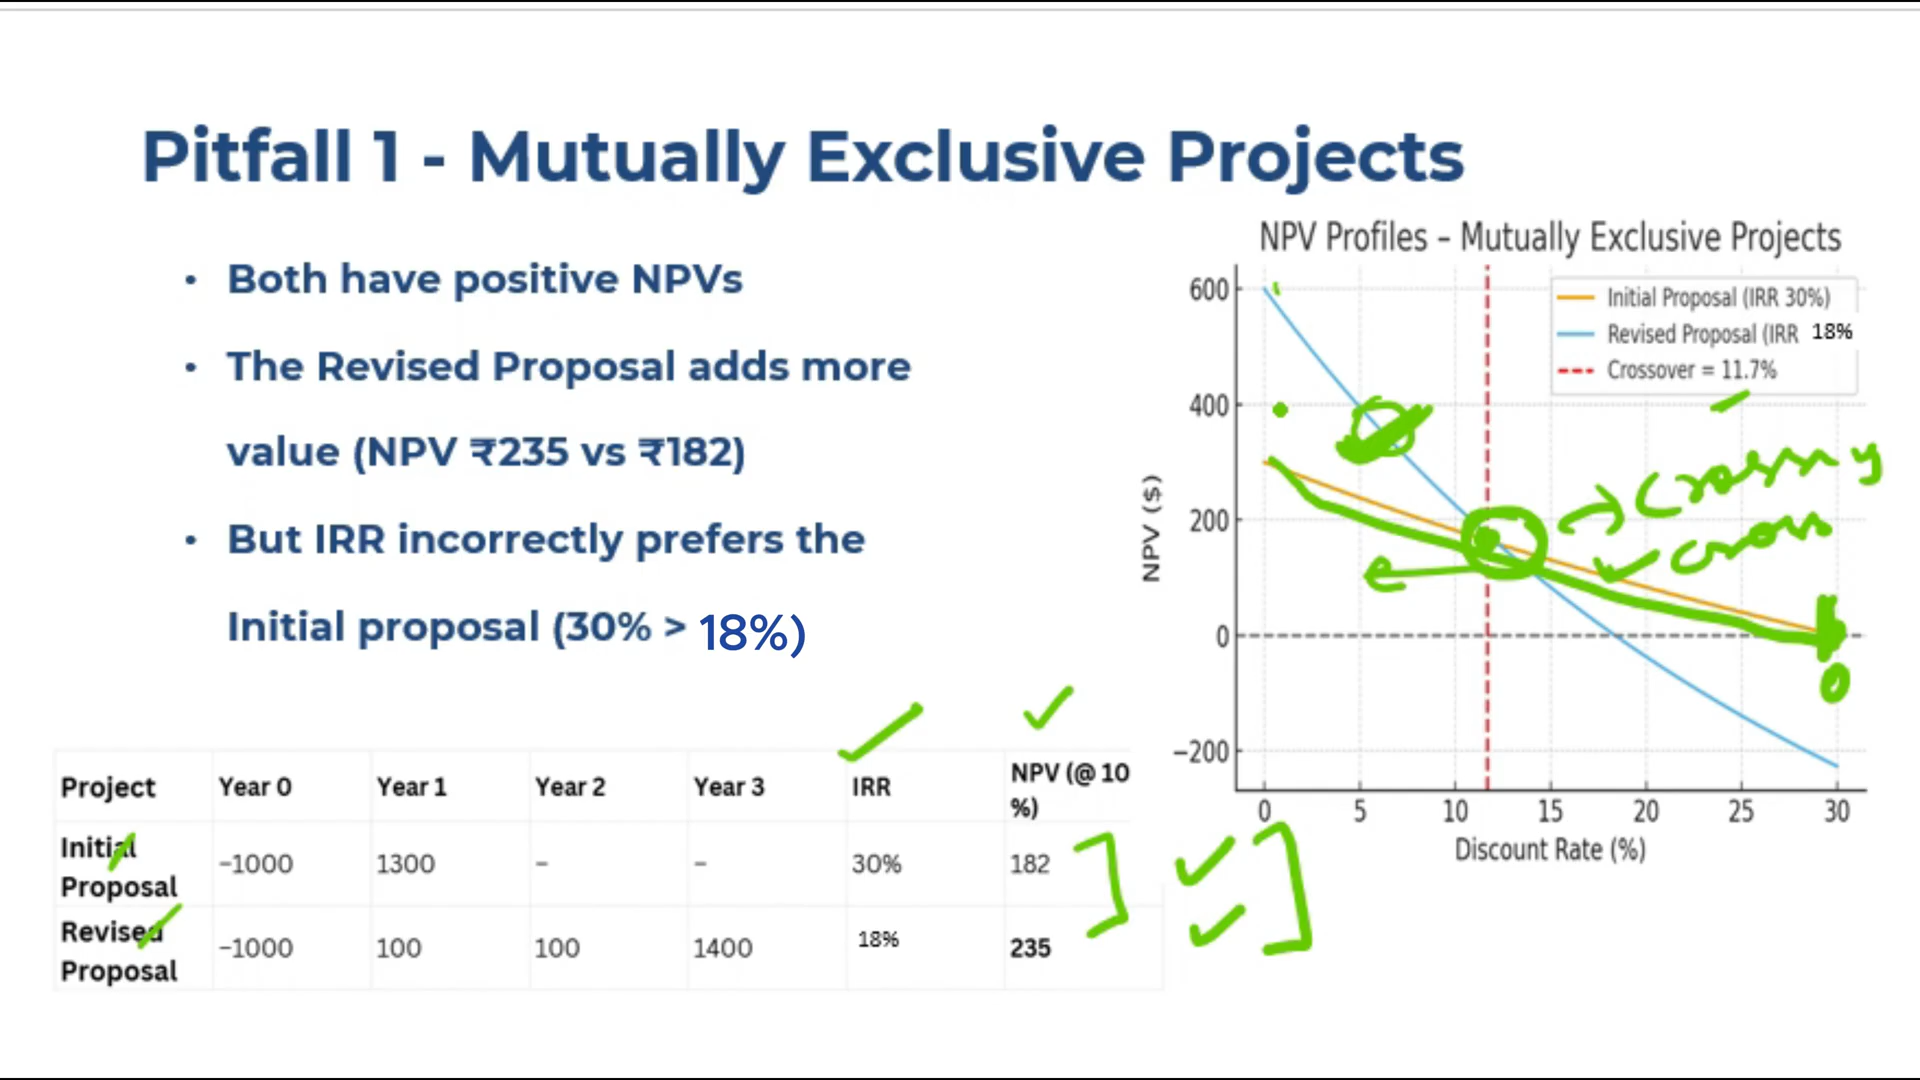 Pitfall 1 - Mutually Exclusive Projects
• Both have positive NPVs
• The Revised Proposal adds more
value (NPV ₹235 vs ₹182)
• But IRR incorrectly prefers the
Initial proposal (30% > 18%)
NPV Profiles – Mutually Exclusive Projects
Initial Proposal (IRR 30%)
Revised Proposal (IRR 18%
Crossover = 11.7%
NPV ($)
600
400
200
0
−200
0 5 10 15 20 25 30
Discount Rate (%)
0
Project Year 0 Year 1 Year 2 Year 3 IRR NPV (@ 10
%)
Initial
Proposal −1000 1300 – – 30% 182
Revised
Proposal −1000 100 100 1400 18% 235